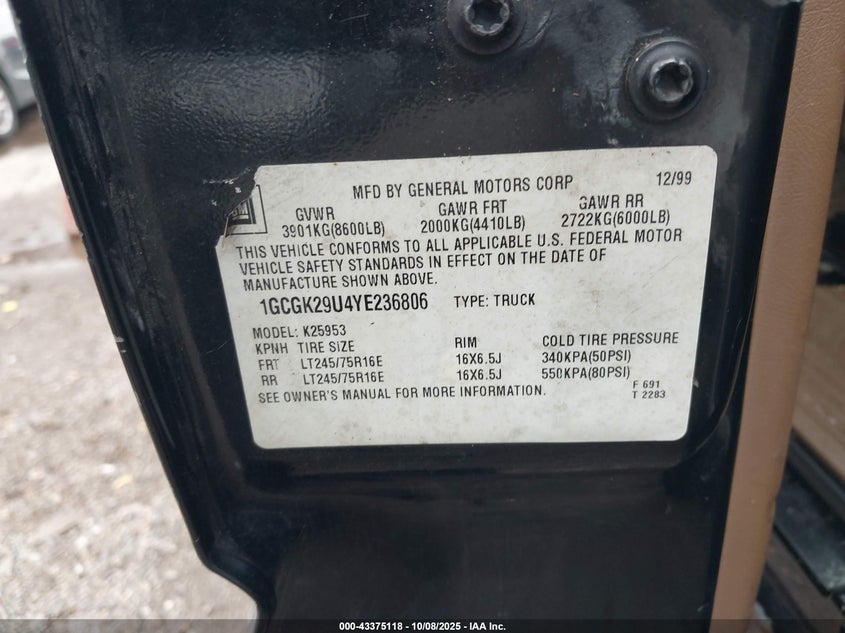 GM
MFD BY GENERAL MOTORS CORP 12/99
GVWR GAWR FRT GAWR RR
3901KG(8600LB) 2000KG(4410LB) 2722KG(6000LB)
THIS VEHICLE CONFORMS TO ALL APPLICABLE U.S. FEDERAL MOTOR
VEHICLE SAFETY STANDARDS IN EFFECT ON THE DATE OF
MANUFACTURE SHOWN ABOVE.
1GCGK29U4YE236806 TYPE: TRUCK
MODEL: K25953
KPNH TIRE SIZE RIM COLD TIRE PRESSURE
FRT LT245/75R16E 16X6.5J 340KPA(50PSI)
RR LT245/75R16E 16X6.5J 550KPA(80PSI)
SEE OWNER'S MANUAL FOR MORE INFORMATION.
F 691
T 2283
000-43375118 - 10/08/2025 - IAA Inc.